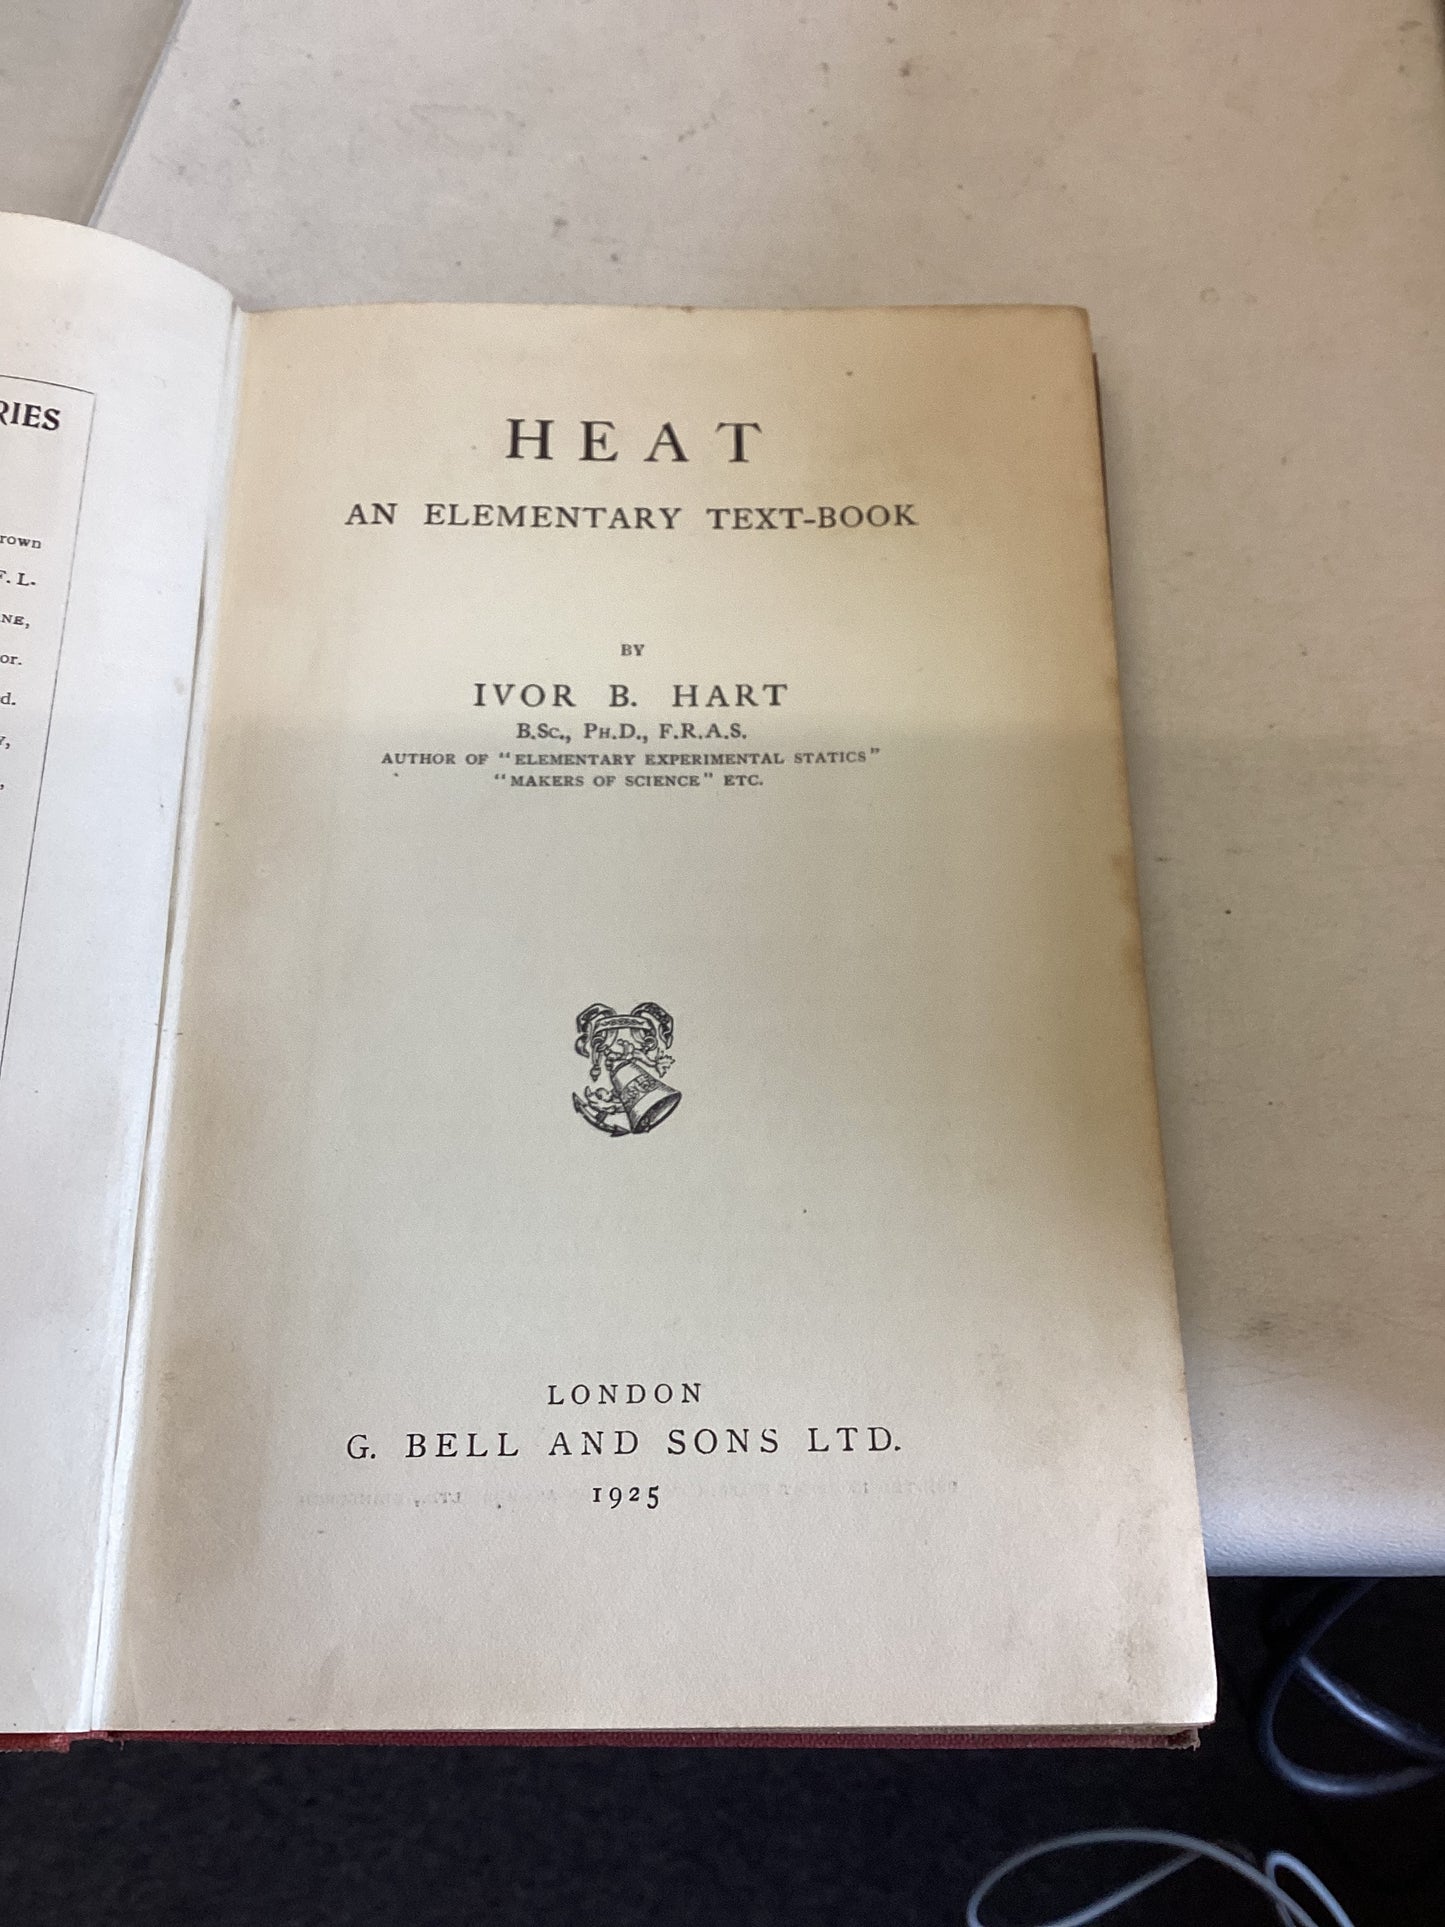 RIES
rown
F. L.
NE,
or.
d.
HEAT
AN ELEMENTARY TEXT-BOOK
BY
IVOR B. HART
B.Sc., Ph.D., F.R.A.S.
AUTHOR OF "ELEMENTARY EXPERIMENTAL STATICS"
"MAKERS OF SCIENCE" ETC.
LONDON
G. BELL AND SONS LTD.
1925